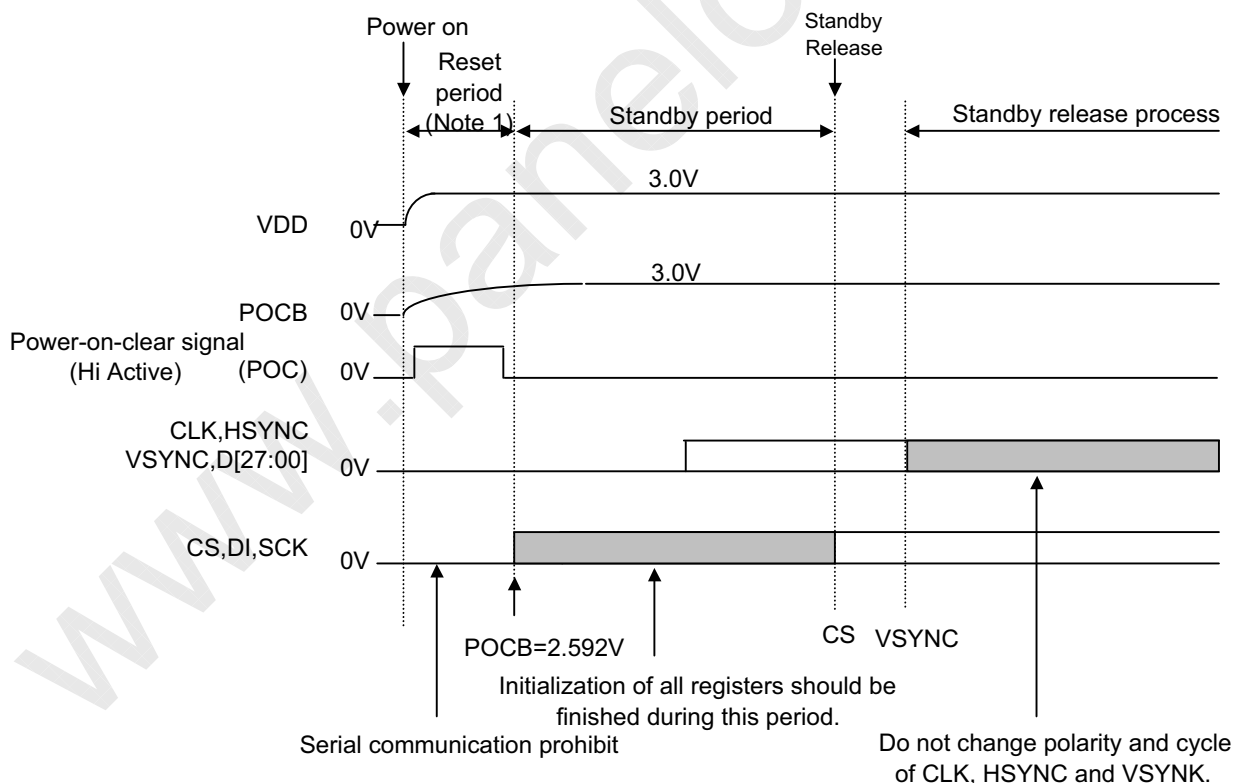 Power on
Standby
Release
Reset
period
(Note 1)
Standby period
Standby release process
3.0V
VDD
0V
3.0V
POCB
0V
Power-on-clear signal
(Hi Active)
(POC)
0V
CLK,HSYNC
VSYNC,D[27:00]
0V
CS,DI,SCK
0V
POCB=2.592V
CS
VSYNC
Initialization of all registers should be
finished during this period.
Serial communication prohibit
Do not change polarity and cycle
of CLK, HSYNC and VSYNK.
www.panelo